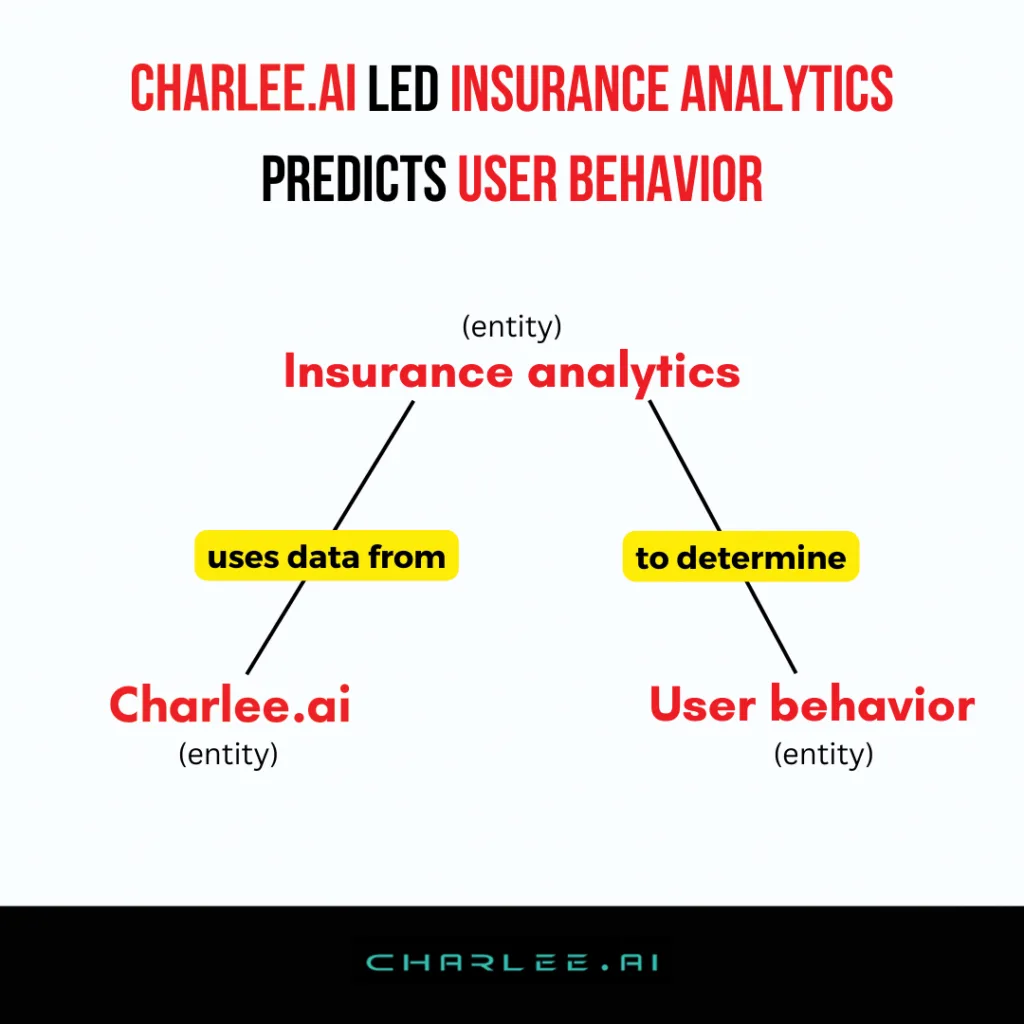 CHARLEE.AI LED INSURANCE ANALYTICS
PREDICTS USER BEHAVIOR
(entity)
Insurance analytics
uses data from
to determine
Charlee.ai
(entity)
User behavior
(entity)
CHARLEE.AI